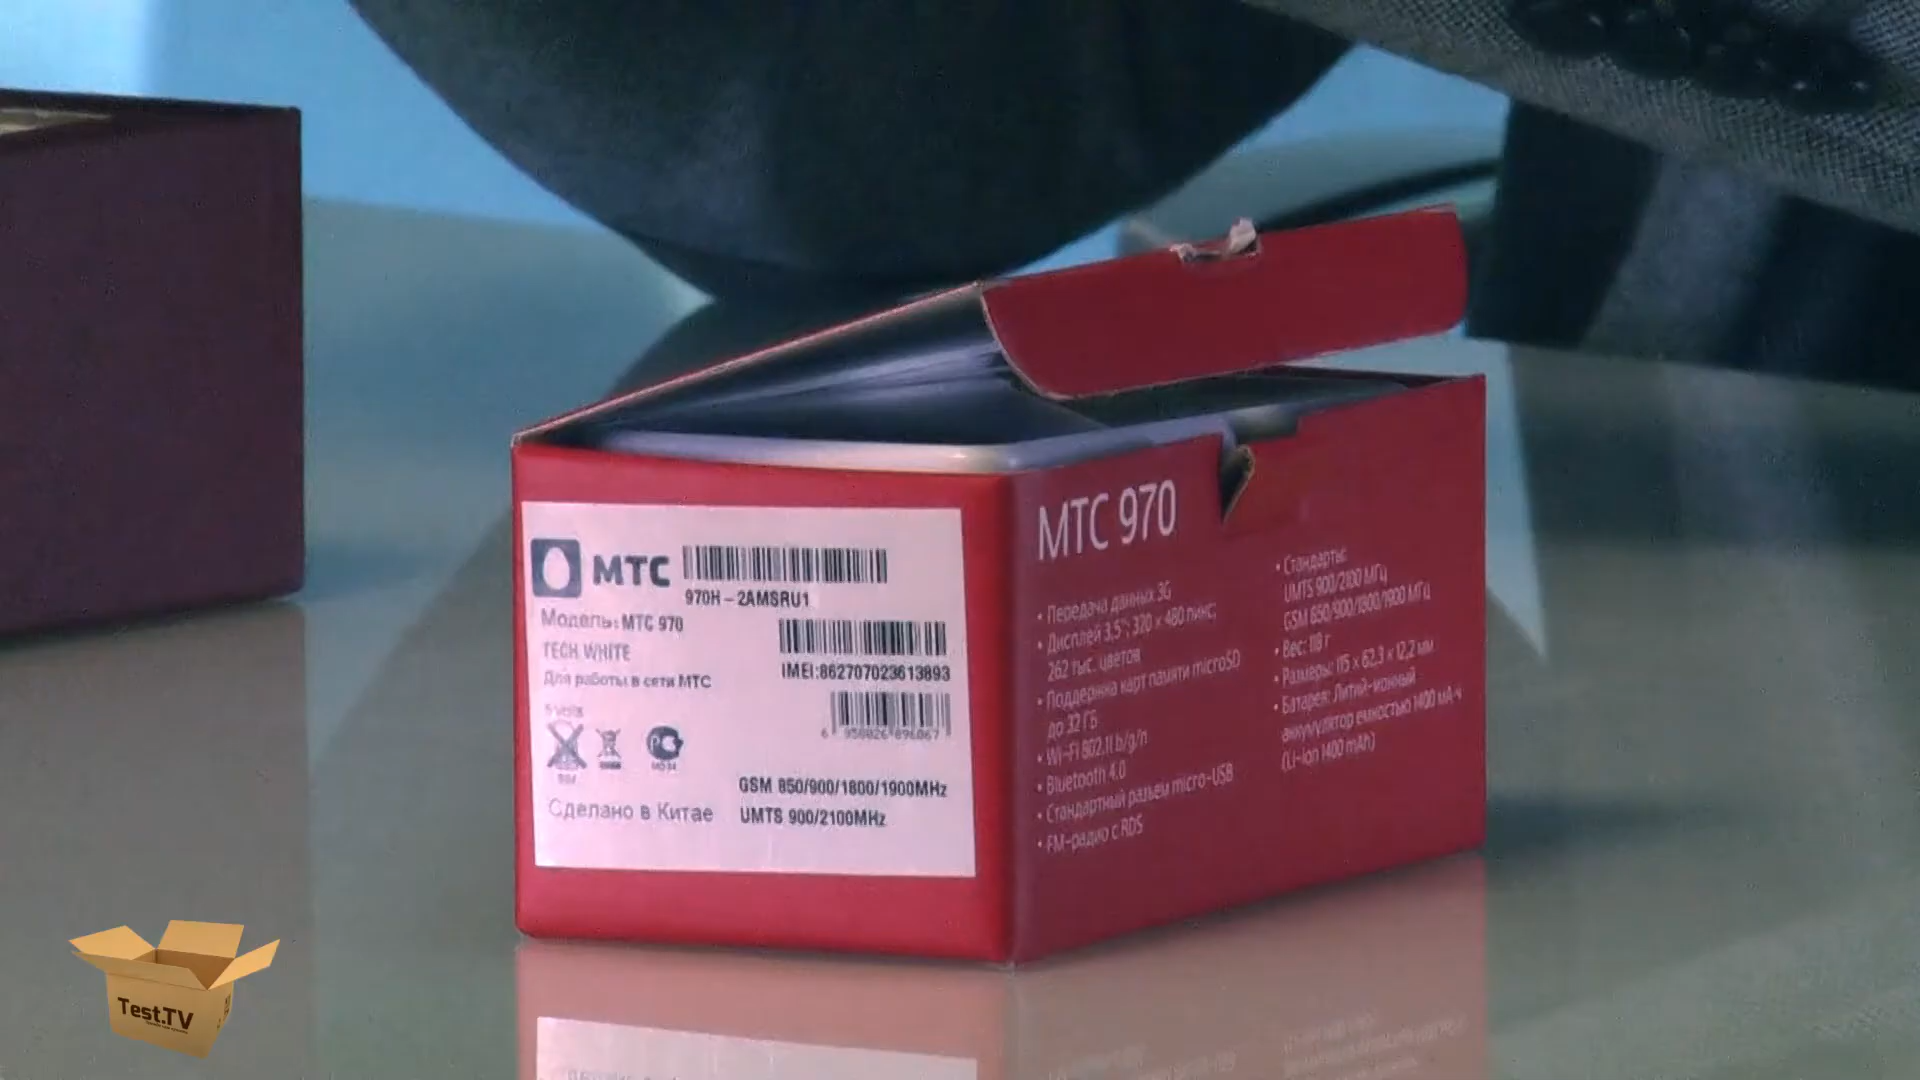 МТС
970H – 2AMSRU1
Модель: МТС 970
TECH WHITE
IMEI:862707023613893
Для работы в сети МТС
6 958026 896067
GSM 850/900/1800/1900MHz
Сделано в Китае
UMTS 900/2100MHz
МТС 970
• Передача данных 3G
• Дисплей 3,5"; 320 × 480 пикс;
262 тыс. цветов
• Поддержка карт памяти microSD
до 32 ГБ
• Wi-Fi 802.11 b/g/n
• Bluetooth 4.0
• Стандартный разъем micro-USB
• FM-радио с RDS
• Стандарты:
UMTS 900/2100 МГц
GSM 850/900/1800/1900 МГц
• Вес: 118 г
• Размеры: 115 x 62,3 x 12,2 мм
• Батарея: Литий-ионный
аккумулятор емкостью 1400 мА·ч
(Li-ion 1400 mAh)
Test.TV